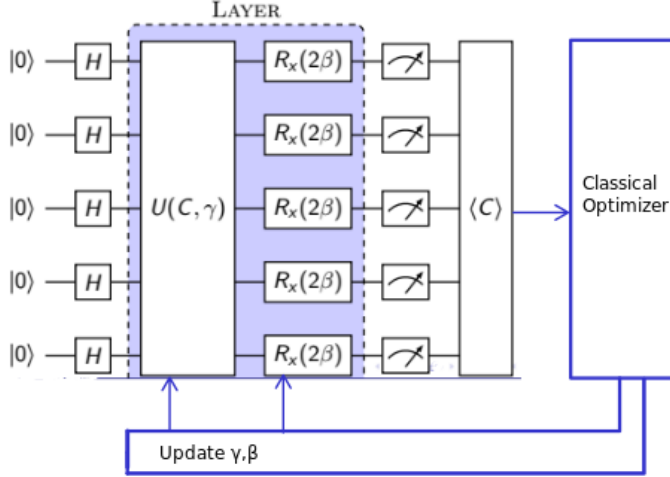 LAYER
|0⟩ H Rₓ(2β)
|0⟩ H Rₓ(2β)
|0⟩ H U(C, γ) Rₓ(2β) ⟨C⟩ Classical
Optimizer
|0⟩ H Rₓ(2β)
|0⟩ H Rₓ(2β)
Update γ,β